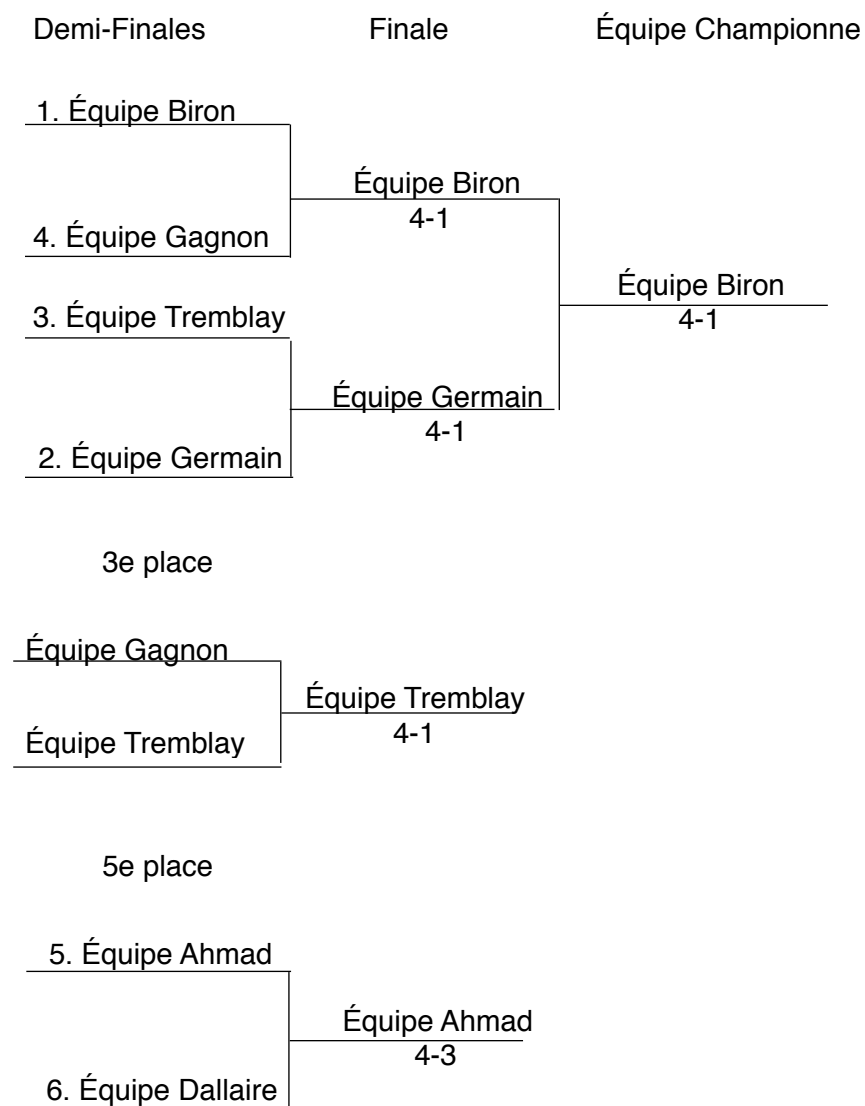 Demi-Finales Finale Équipe Championne
1. Équipe Biron
Équipe Biron
4-1
4. Équipe Gagnon
Équipe Biron
4-1
3. Équipe Tremblay
Équipe Germain
4-1
2. Équipe Germain
3e place
Équipe Gagnon
Équipe Tremblay
4-1
Équipe Tremblay
5e place
5. Équipe Ahmad
Équipe Ahmad
4-3
6. Équipe Dallaire